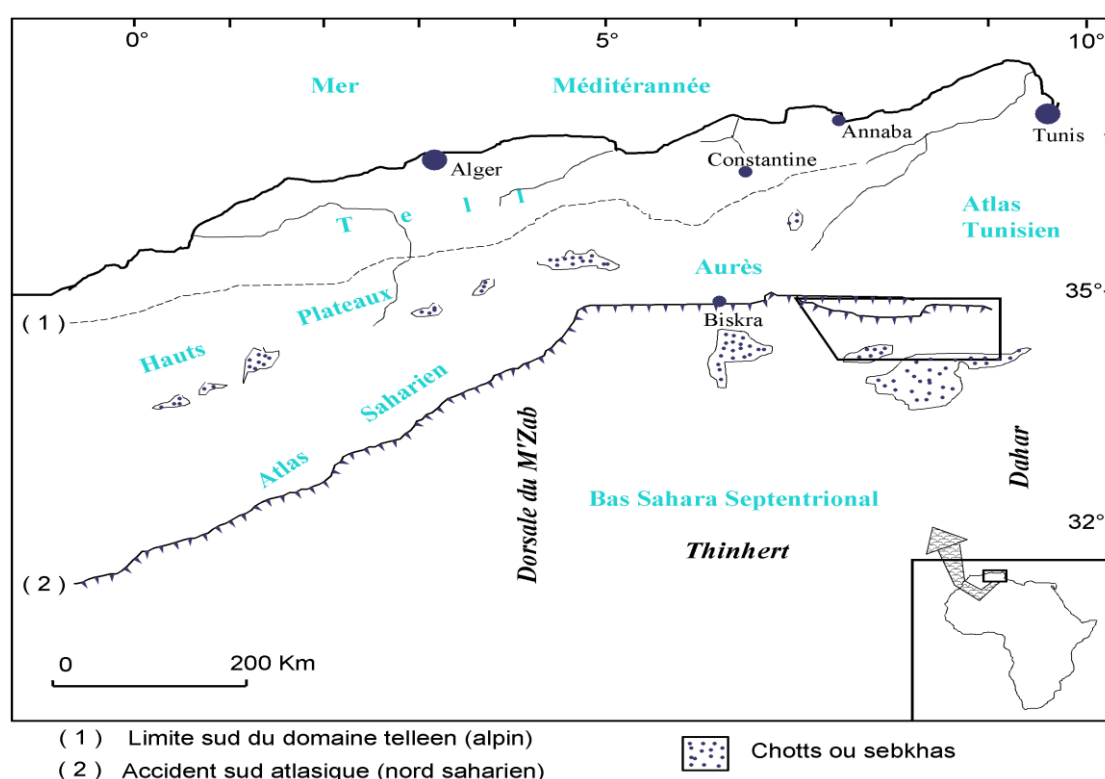 0° 5° 10°
Mer Méditérannée
Annaba
Tunis
Constantine
Alger
Tell
Atlas
Tunisien
Aurès
Plateaux
35°
( 1 )
Biskra
Hauts
Saharien
Atlas
Dorsale du M'Zab
Dahar
Bas Sahara Septentrional
32°
Thinhert
( 2 )
0 200 Km
( 1 ) Limite sud du domaine telleen (alpin)
Chotts ou sebkhas
( 2 ) Accident sud atlasique (nord saharien)